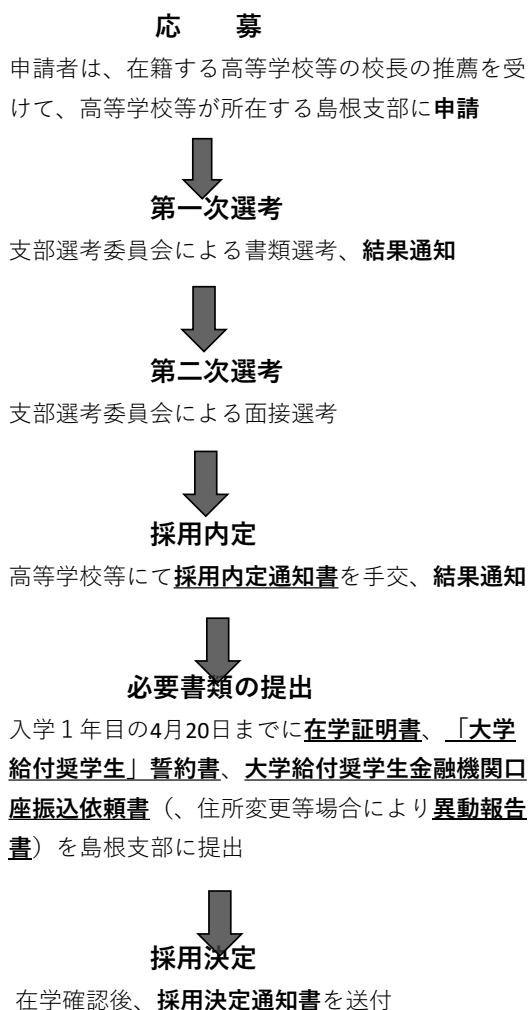 応　　募
申請者は、在籍する高等学校等の校長の推薦を受
けて、高等学校等が所在する島根支部に申請
第一次選考
支部選考委員会による書類選考、結果通知
第二次選考
支部選考委員会による面接選考
採用内定
高等学校等にて採用内定通知書を手交、結果通知
必要書類の提出
入学１年目の4月20日までに在学証明書、「大学
給付奨学生」誓約書、大学給付奨学生金融機関口
座振込依頼書（、住所変更等場合により異動報告
書）を島根支部に提出
採用決定
在学確認後、採用決定通知書を送付